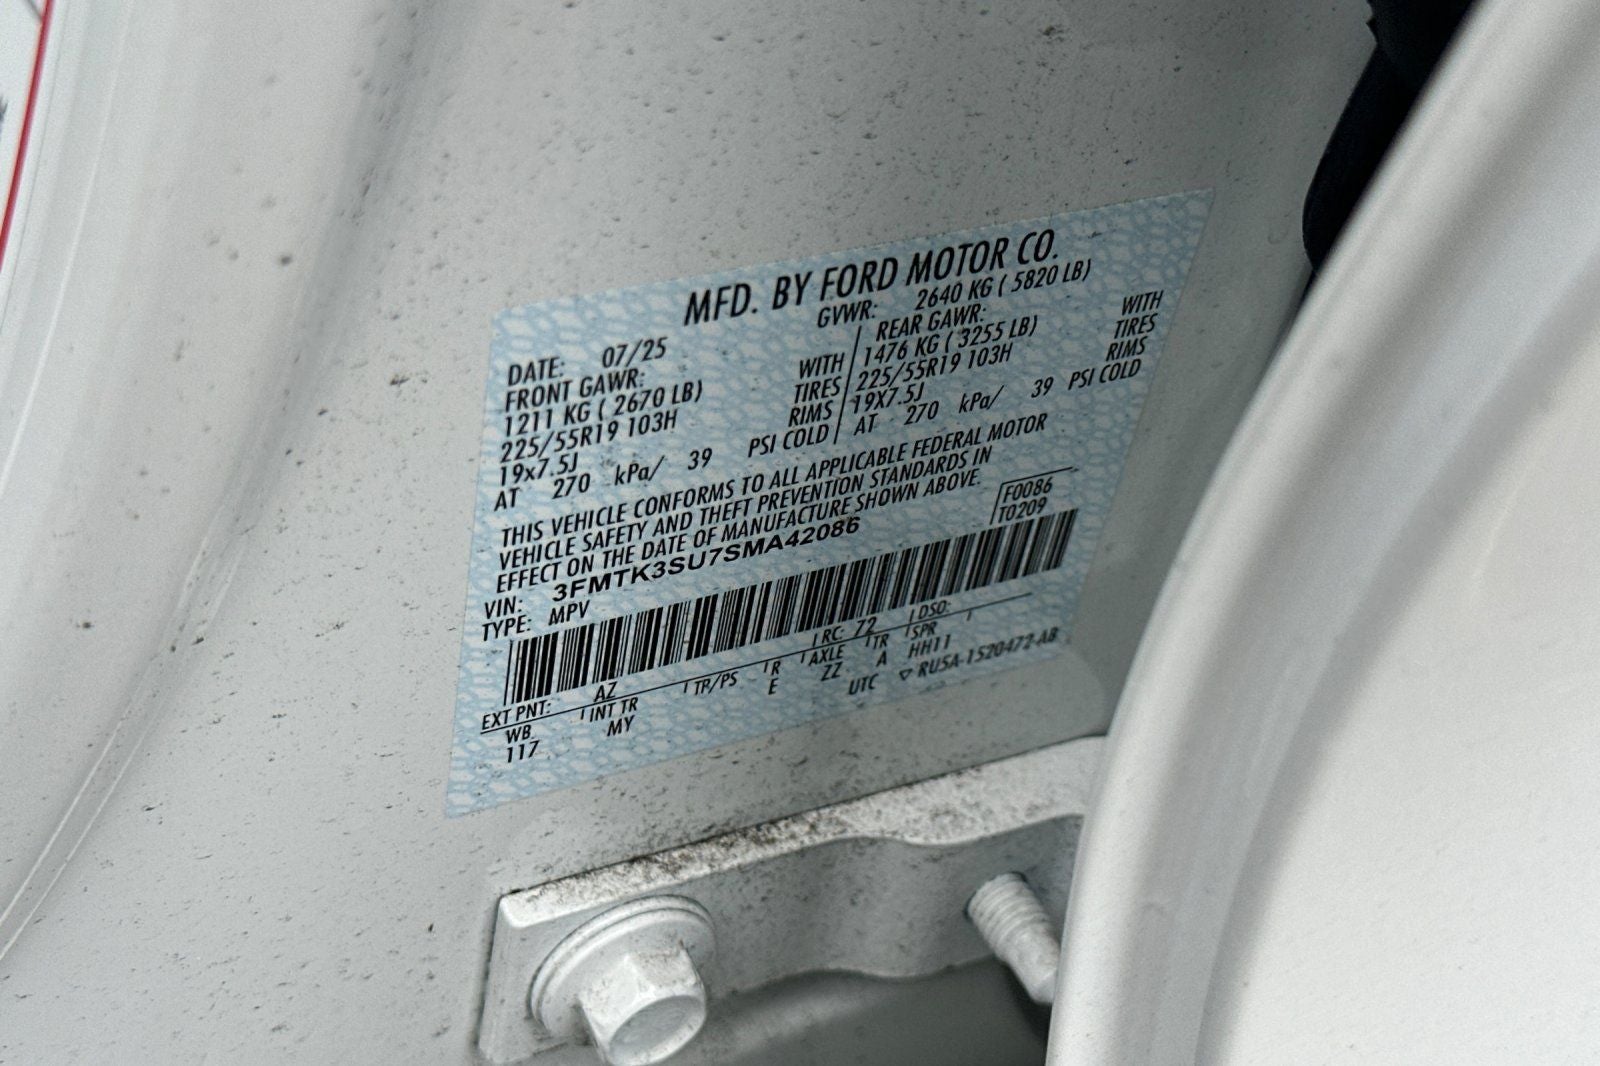 MFD. BY FORD MOTOR CO.
DATE: 07/25 GVWR: 2640 KG ( 5820 LB)
FRONT GAWR: REAR GAWR:
1211 KG ( 2670 LB) WITH 1476 KG ( 3255 LB) WITH
225/55R19 103H TIRES 225/55R19 103H TIRES
19x7.5J RIMS 19X7.5J RIMS
AT 270 kPa/ 39 PSI COLD AT 270 kPa/ 39 PSI COLD
THIS VEHICLE CONFORMS TO ALL APPLICABLE FEDERAL MOTOR
VEHICLE SAFETY AND THEFT PREVENTION STANDARDS IN
EFFECT ON THE DATE OF MANUFACTURE SHOWN ABOVE.
F0086
T0209
VIN: 3FMTK3SU7SMA42086
TYPE: MPV
EXT PNT: AZ RC: 72 DSO:
WB INT TR TR/PS R AXLE TR SPR
117 MY E ZZ A HH11
UTC ▽ RU5A-1520472-AB